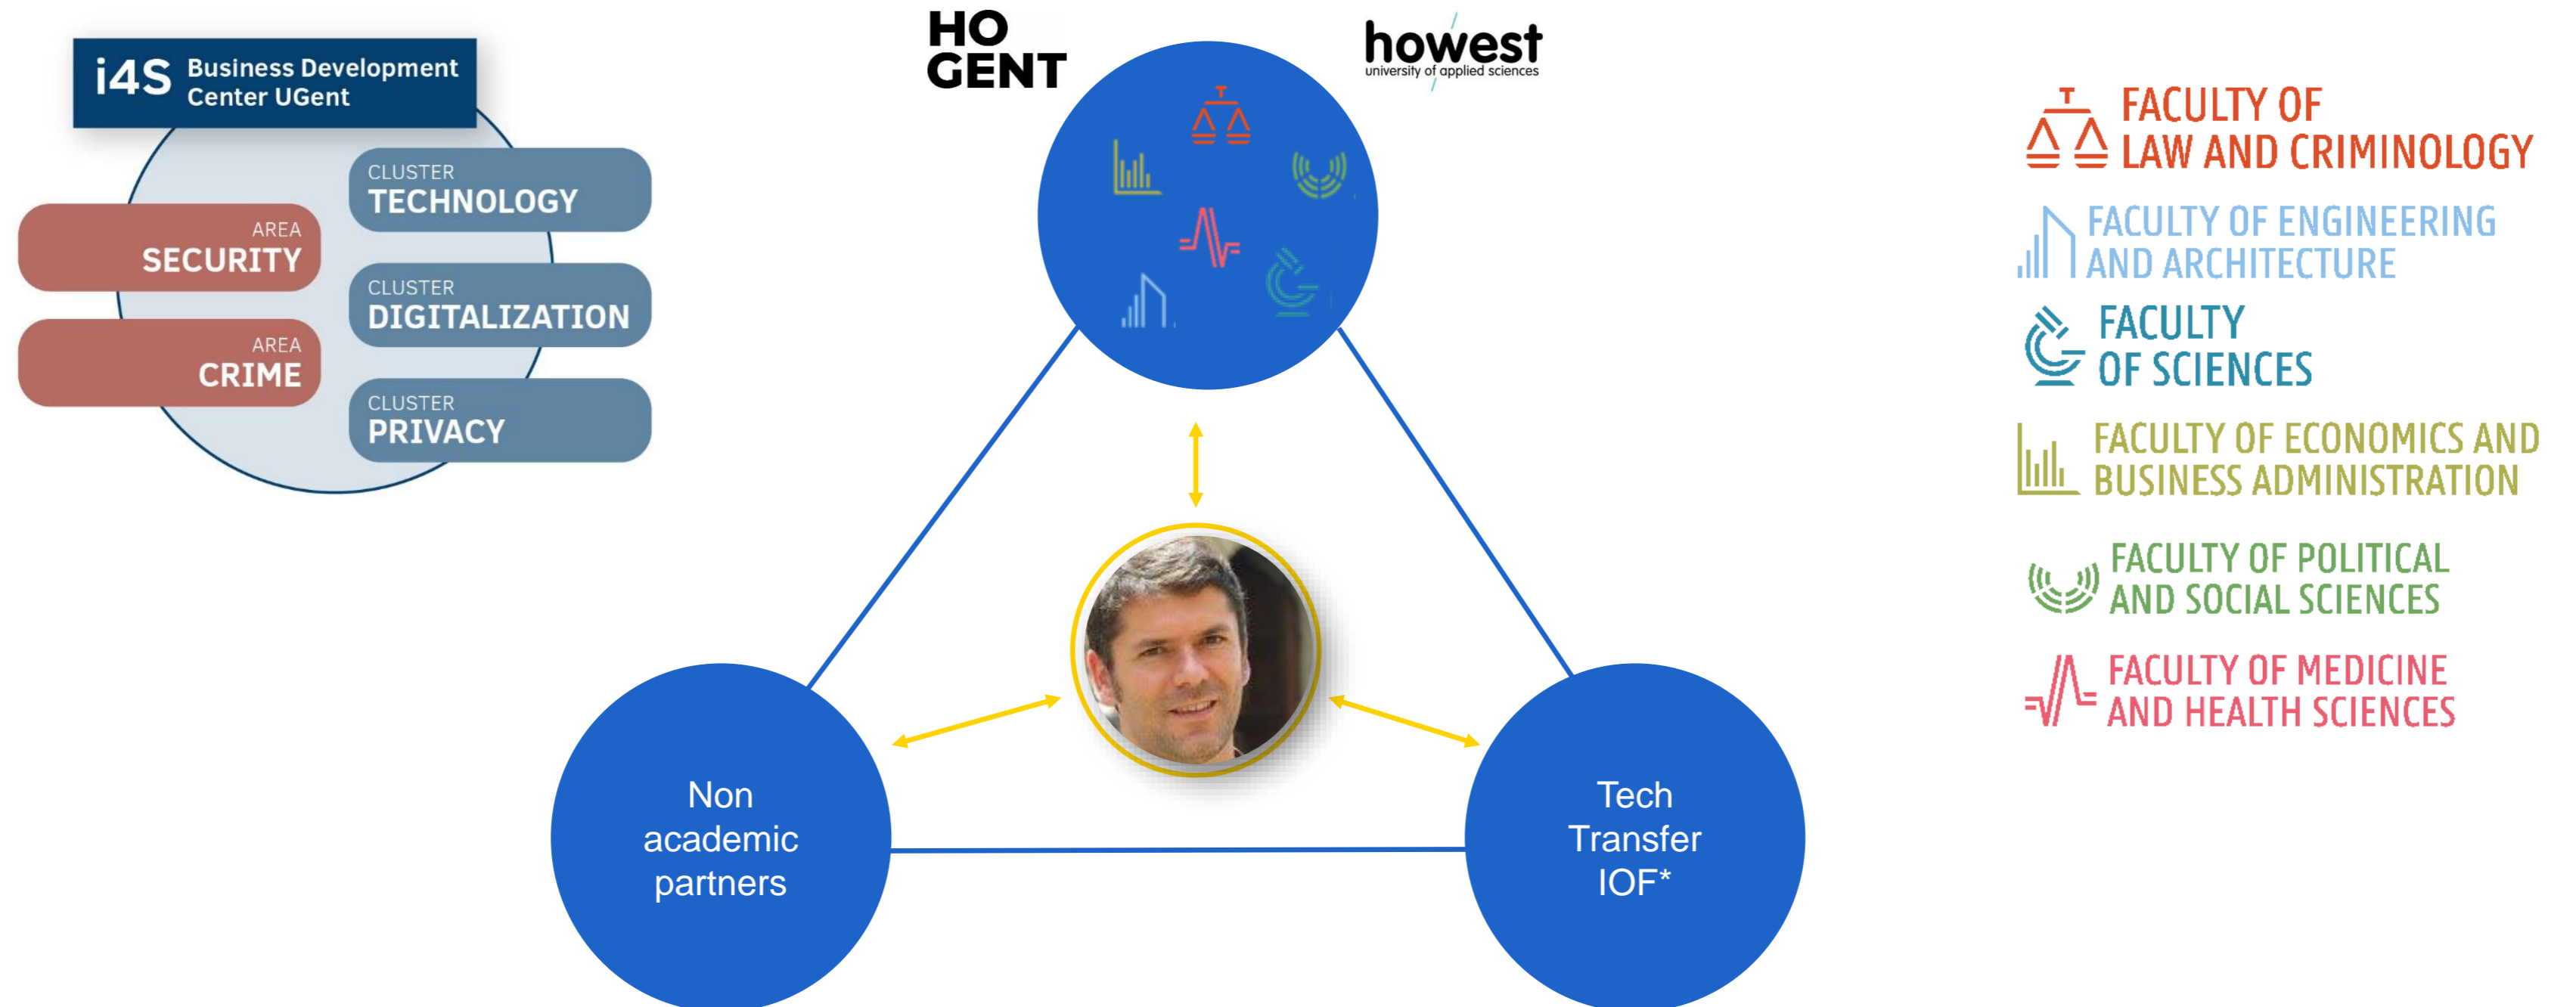 i4S Business Development
Center UGent
CLUSTER
TECHNOLOGY
AREA
SECURITY
CLUSTER
DIGITALIZATION
AREA
CRIME
CLUSTER
PRIVACY
HO
GENT
howest
university of applied sciences
Non
academic
partners
Tech
Transfer
IOF*
FACULTY OF
LAW AND CRIMINOLOGY
FACULTY OF ENGINEERING
AND ARCHITECTURE
FACULTY
OF SCIENCES
FACULTY OF ECONOMICS AND
BUSINESS ADMINISTRATION
FACULTY OF POLITICAL
AND SOCIAL SCIENCES
FACULTY OF MEDICINE
AND HEALTH SCIENCES